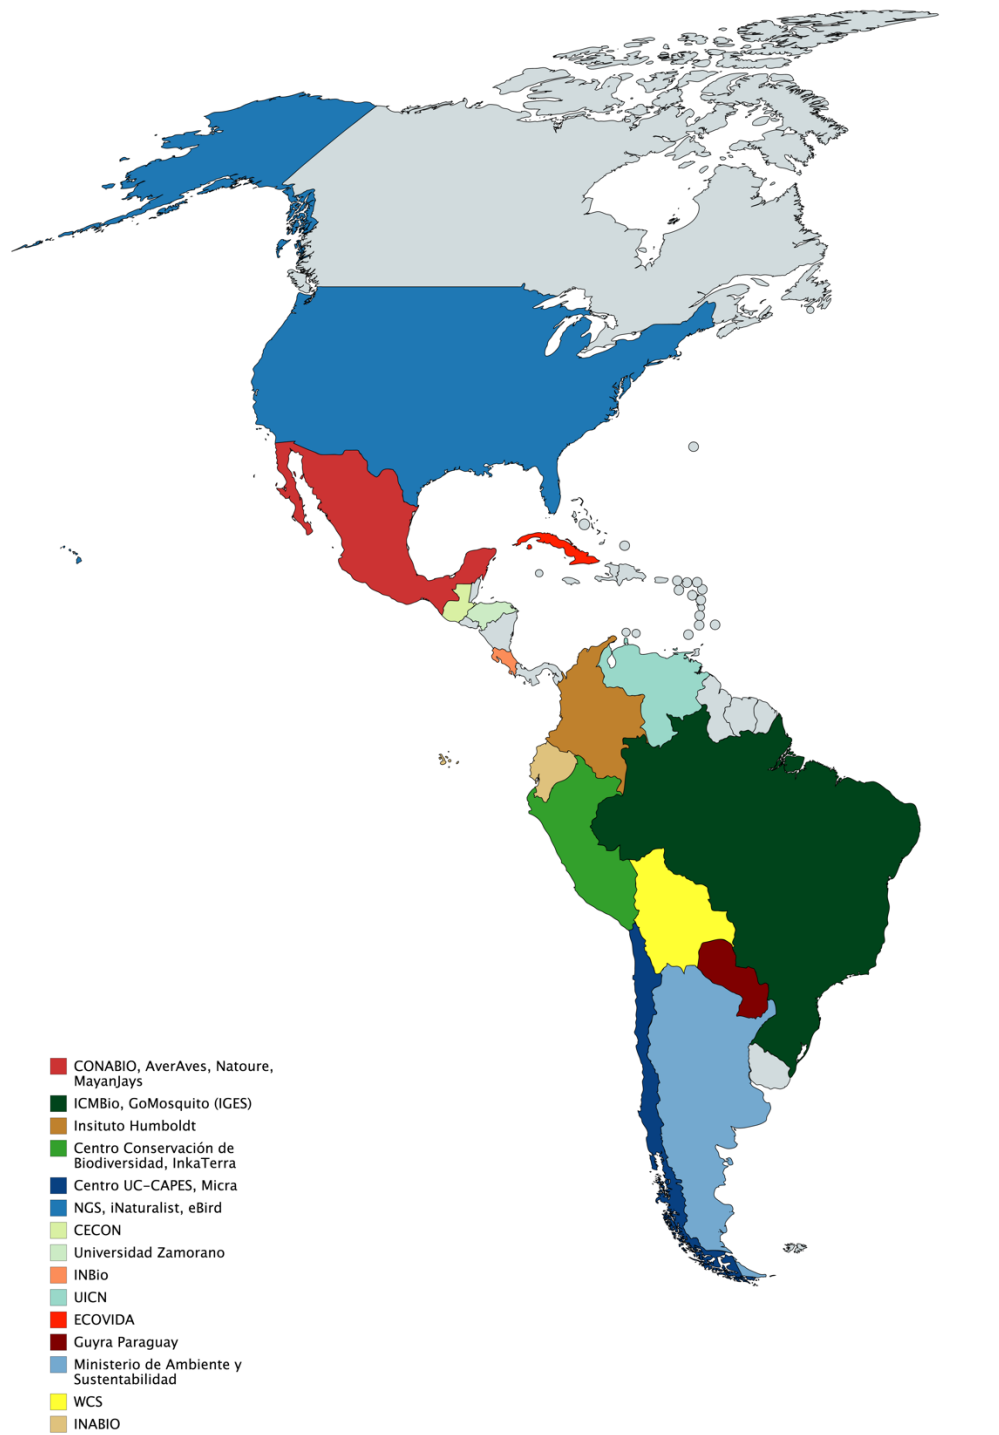 CONABIO, AverAves, Natoure,
MayanJays
ICMBio, GoMosquito (IGES)
Insituto Humboldt
Centro Conservación de
Biodiversidad, InkaTerra
Centro UC-CAPES, Micra
NGS, iNaturalist, eBird
CECON
Universidad Zamorano
INBio
UICN
ECOVIDA
Guyra Paraguay
Ministerio de Ambiente y
Sustentabilidad
WCS
INABIO